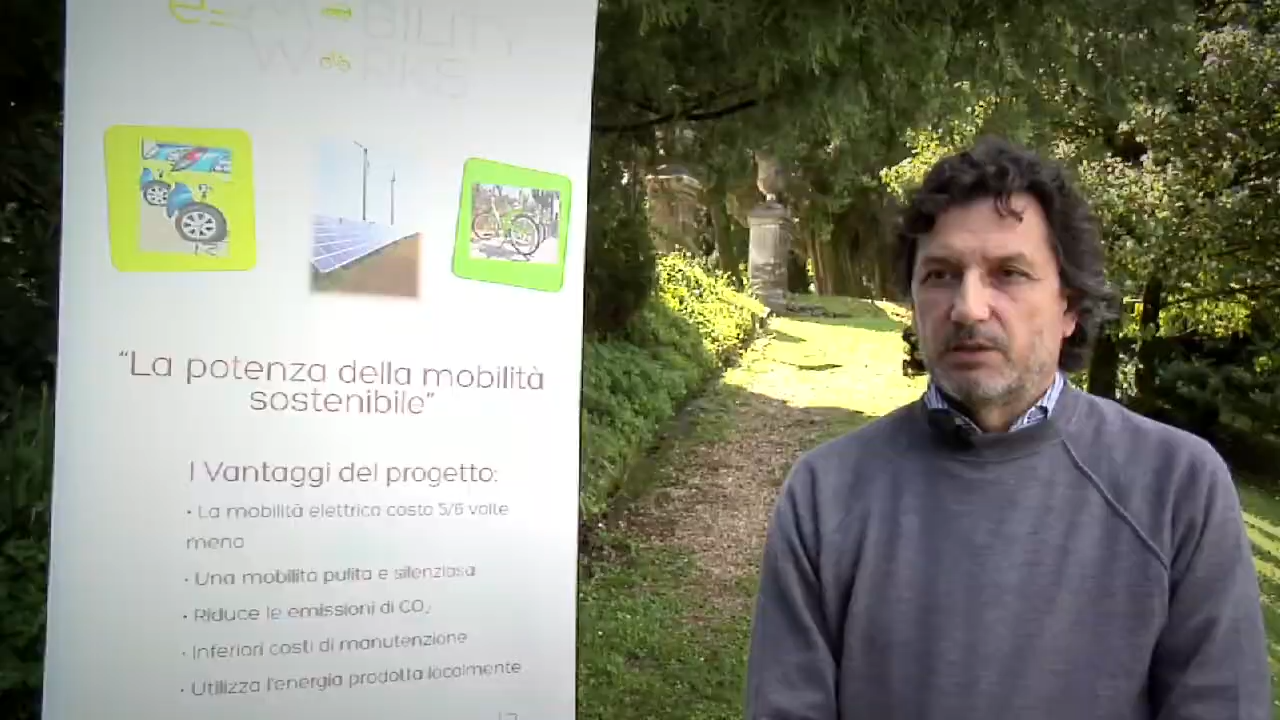 “La potenza della mobilità
sostenibile”
I Vantaggi del progetto:
• La mobilità elettrica costa 5/6 volte
meno
• Una mobilità pulita e silenziosa
• Riduce le emissioni di CO₂
• Inferiori costi di manutenzione
• Utilizza l'energia prodotta localmente